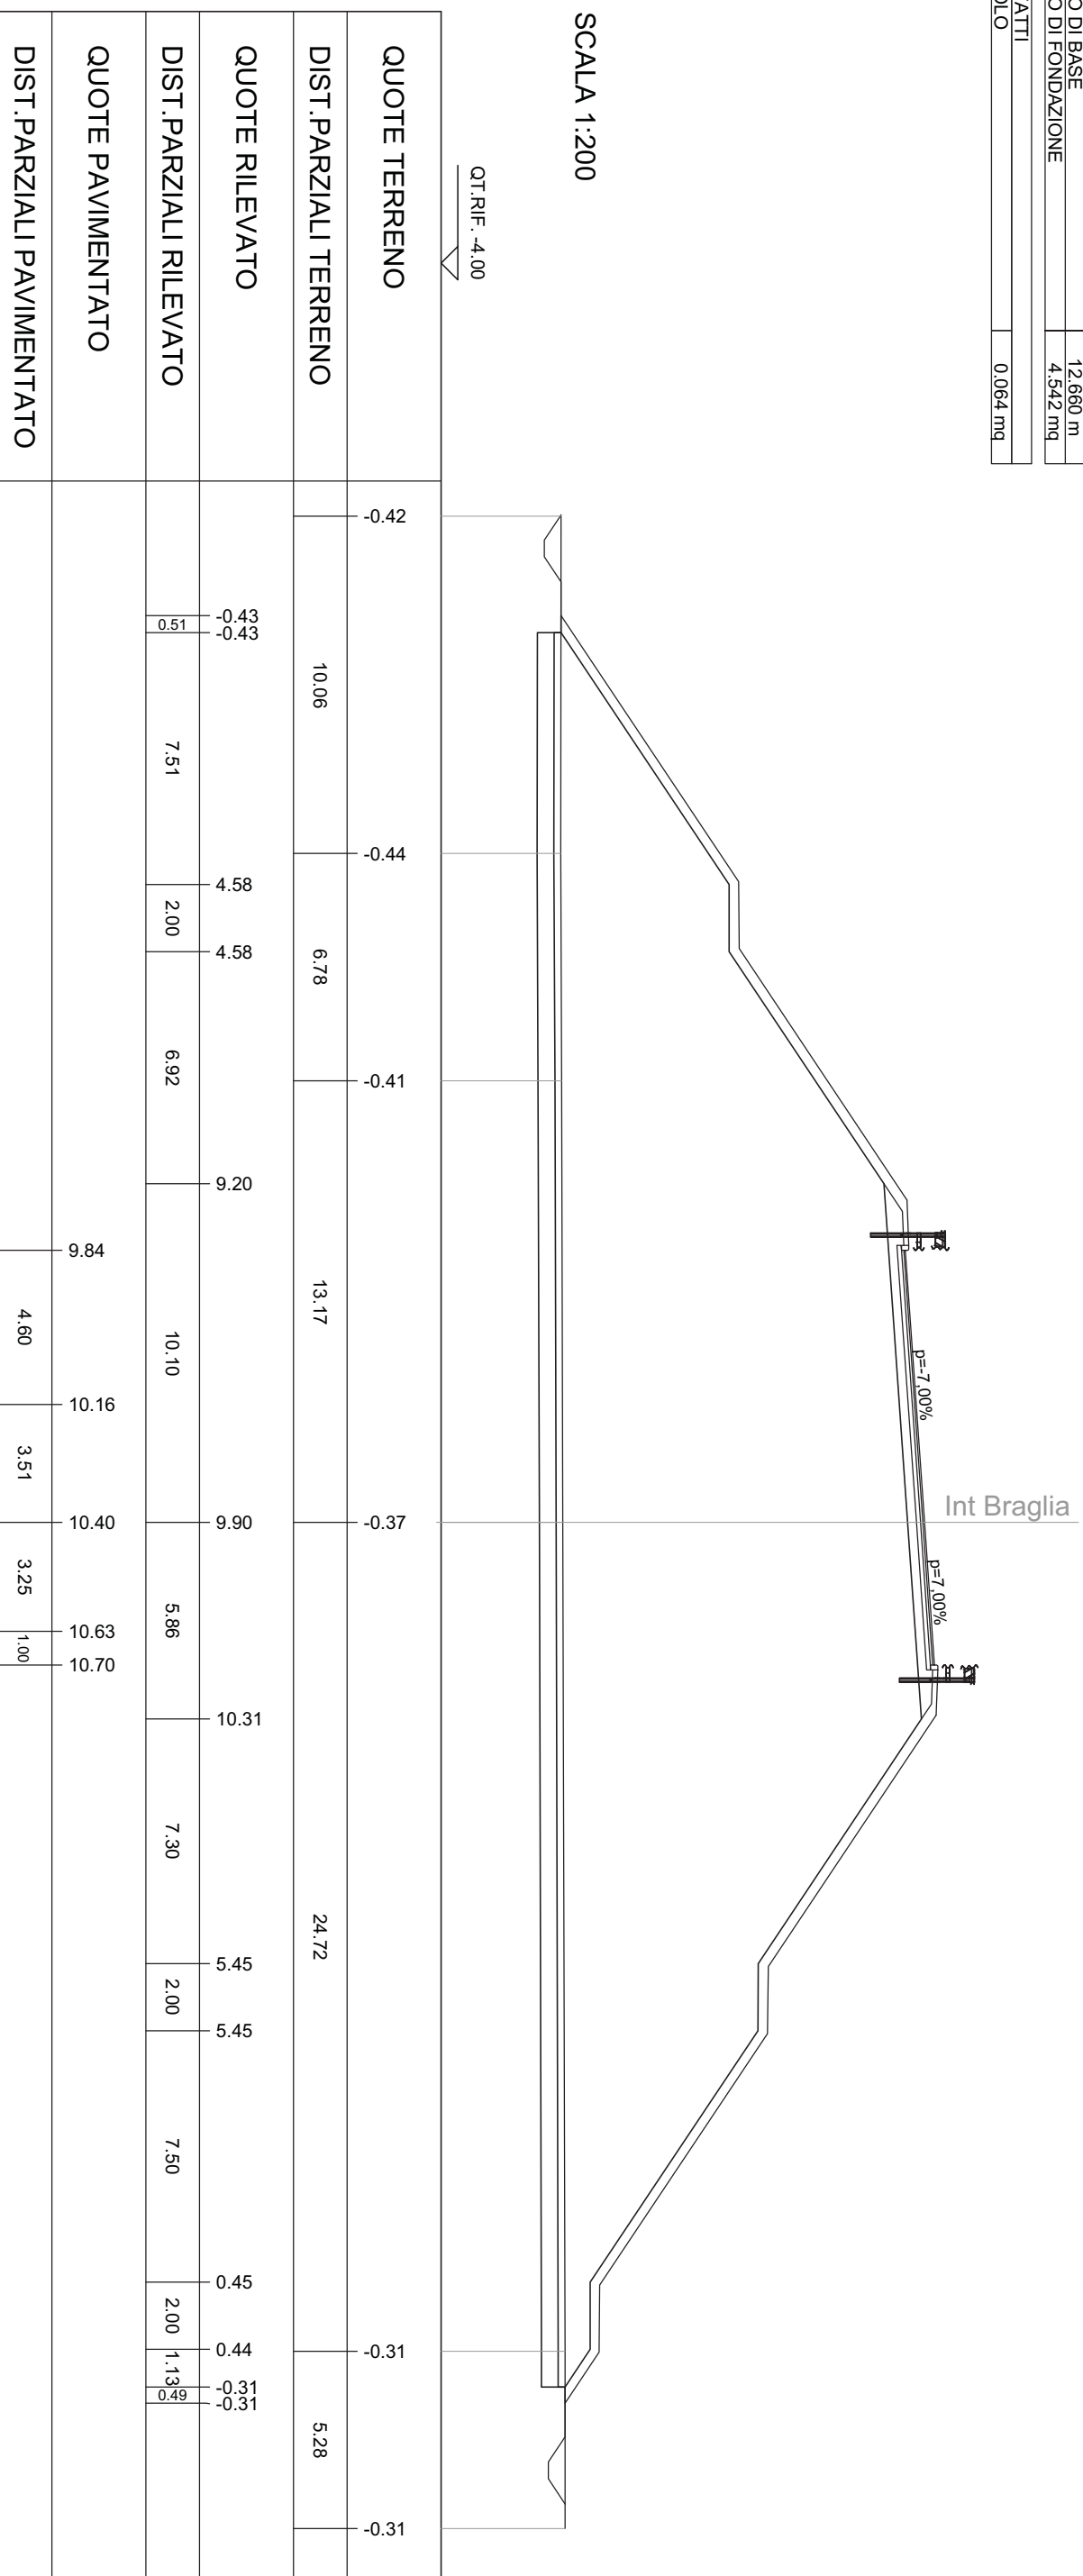 O DI BASE 12.660 m
O DI FONDAZIONE 4.542 mq
ATTI
OLO 0.064 mq
SCALA 1:200
Int Braglia
p=-7,00%
p=7,00%
QT.RIF. -4.00
QUOTE TERRENO -0.42 -0.44 -0.41 -0.37 -0.31 -0.31
DIST.PARZIALI TERRENO 10.06 6.78 13.17 24.72 5.28
QUOTE RILEVATO -0.43 -0.43 4.58 4.58 9.20 9.90 10.31 5.45 5.45 0.45 0.44 -0.31 -0.31
DIST.PARZIALI RILEVATO 0.51 7.51 2.00 6.92 10.10 5.86 7.30 2.00 7.50 2.00 1.13 0.49
QUOTE PAVIMENTATO 9.84 10.16 10.40 10.63 10.70
DIST.PARZIALI PAVIMENTATO 4.60 3.51 3.25 1.00